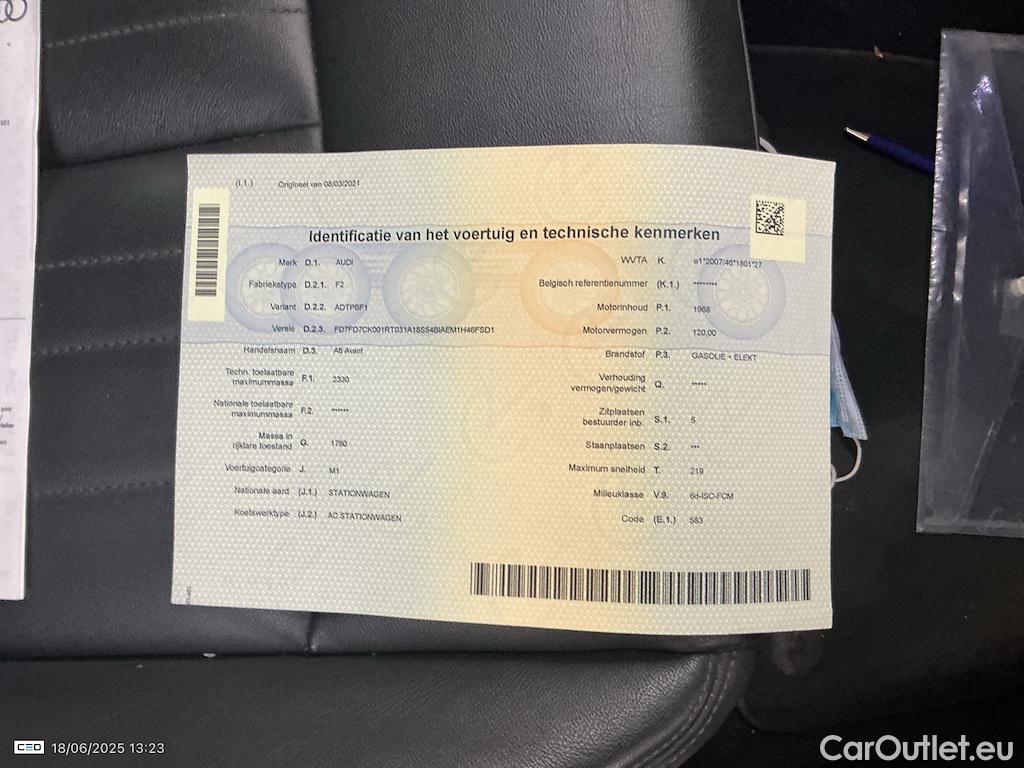 (I.1.) Origineel van 08/03/2021
Identificatie van het voertuig en technische kenmerken
Merk D.1. AUDI
Fabriekstype D.2.1. F2
Variant D.2.2. ADTPBF1
Versie D.2.3. FD7FD7CK001RT031A18S54BIAEM1H46FSD1
Handelsnaam D.3. A6 Avant
Techn. toelaatbare
maximummassa F.1. 2330
Nationale toelaatbare
maximummassa F.2. ******
Massa in
rijklare toestand G. 1780
Voertuigcategorie J. M1
Nationale aard (J.1.) STATIONWAGEN
Koetswerktype (J.2.) AC STATIONWAGEN
WVTA K. e1*2007/46*1801*27
Belgisch referentienummer (K.1.) ********
Motorinhoud P.1. 1968
Motorvermogen P.2. 120,00
Brandstof P.3. GASOLIE + ELEKT
Verhouding
vermogen/gewicht Q. *****
Zitplaatsen
bestuurder inb. S.1. 5
Staanplaatsen S.2. ***
Maximum snelheid T. 219
Milieuklasse V.9. 6d-ISC-FCM
Code (E.1.) 583
CEO 18/06/2025 13:23
CarOutlet.eu